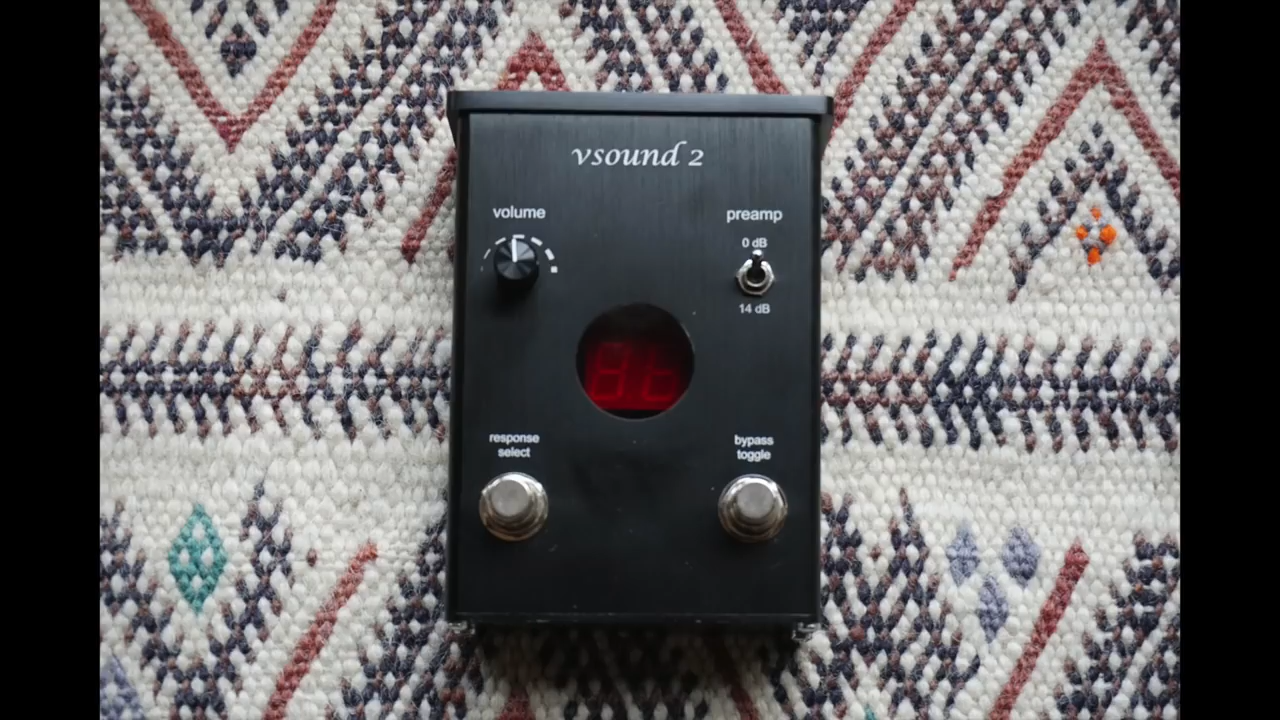 vsound 2
volume
preamp
0 dB
14 dB
response
select
bypass
toggle